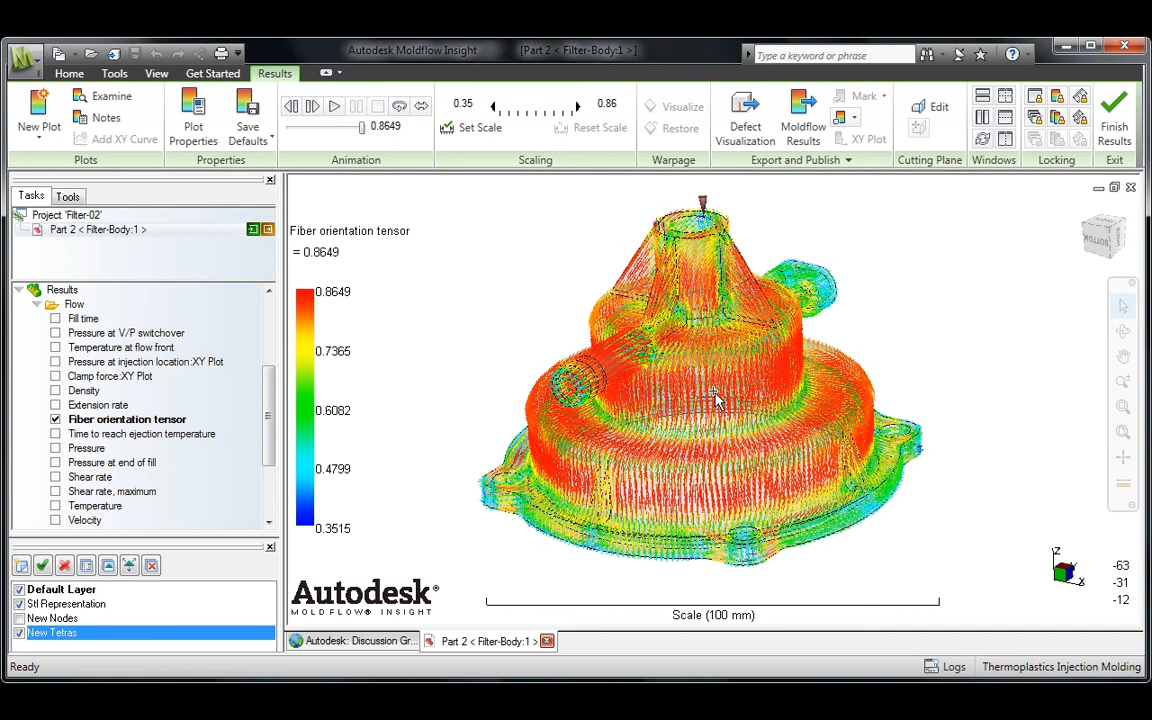 Autodesk Moldflow Insight [Part 2 < Filter-Body:1 >]
Type a keyword or phrase
Home Tools View Get Started Results
New Plot
Examine
Notes
Add XY Curve
Plots
Plot Properties
Save Defaults
Properties
0.8649
Animation
0.35 0.86
Set Scale Reset Scale
Scaling
Visualize
Restore
Warpage
Defect Visualization
Moldflow Results
Mark
XY Plot
Export and Publish
Edit
Cutting Plane
Windows
Locking
Finish Results
Exit
Tasks Tools
Project 'Filter-02'
Part 2 < Filter-Body:1 >
Results
Flow
Fill time
Pressure at V/P switchover
Temperature at flow front
Pressure at injection location:XY Plot
Clamp force:XY Plot
Density
Extension rate
Fiber orientation tensor
Time to reach ejection temperature
Pressure
Pressure at end of fill
Shear rate
Shear rate, maximum
Temperature
Velocity
Default Layer
Stl Representation
New Nodes
New Tetras
Fiber orientation tensor
= 0.8649
0.8649
0.7365
0.6082
0.4799
0.3515
BOTTOM
Autodesk®
MOLDFLOW® INSIGHT
Scale (100 mm)
Z
Y
X
-63
-31
-12
Autodesk: Discussion Gr... Part 2 < Filter-Body:1 >
Ready Logs Thermoplastics Injection Molding